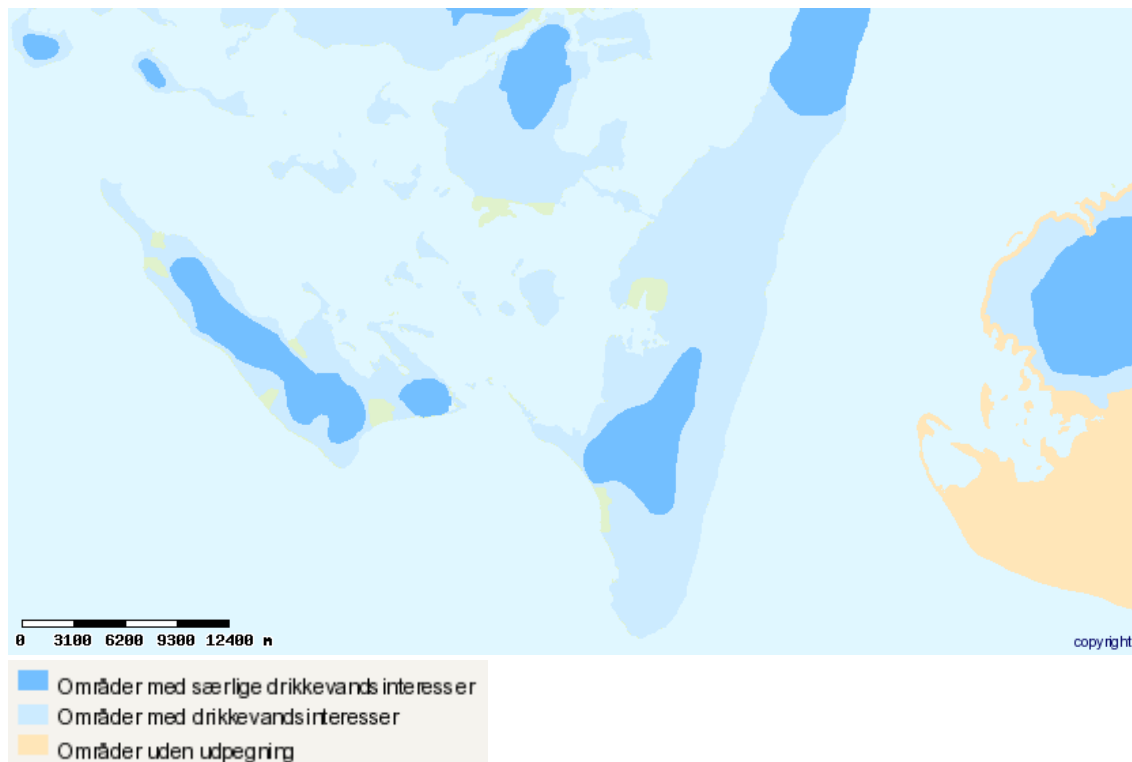 0 3100 6200 9300 12400 m
copyright
Områder med særlige drikkevandsinteresser
Områder med drikkevandsinteresser
Områder uden udpegning